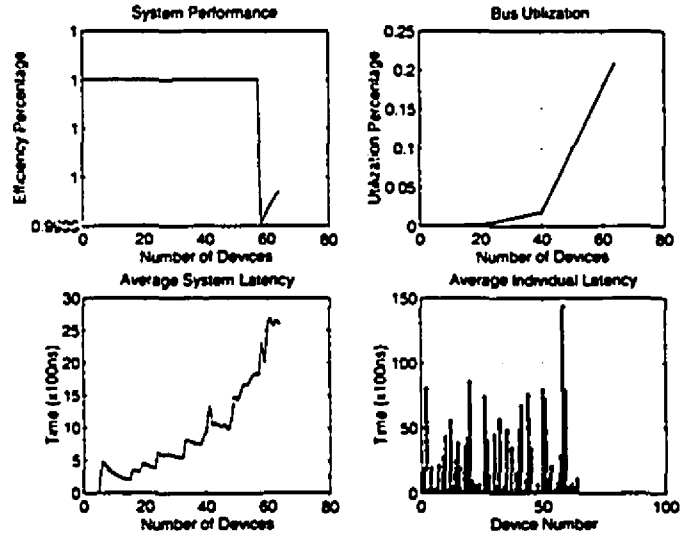 System Performance
1
1
1
1
Efficiency Percentage
0 20 40 60 80
Number of Devices
Bus Utilization
0.25
0.2
0.15
0.1
0.05
0
Utilization Percentage
0 20 40 60 80
Number of Devices
Average System Latency
30
25
20
15
10
5
0
Time (x100ns)
0 20 40 60 80
Number of Devices
Average Individual Latency
150
100
50
0
Time (x100ns)
0 50 100
Device Number